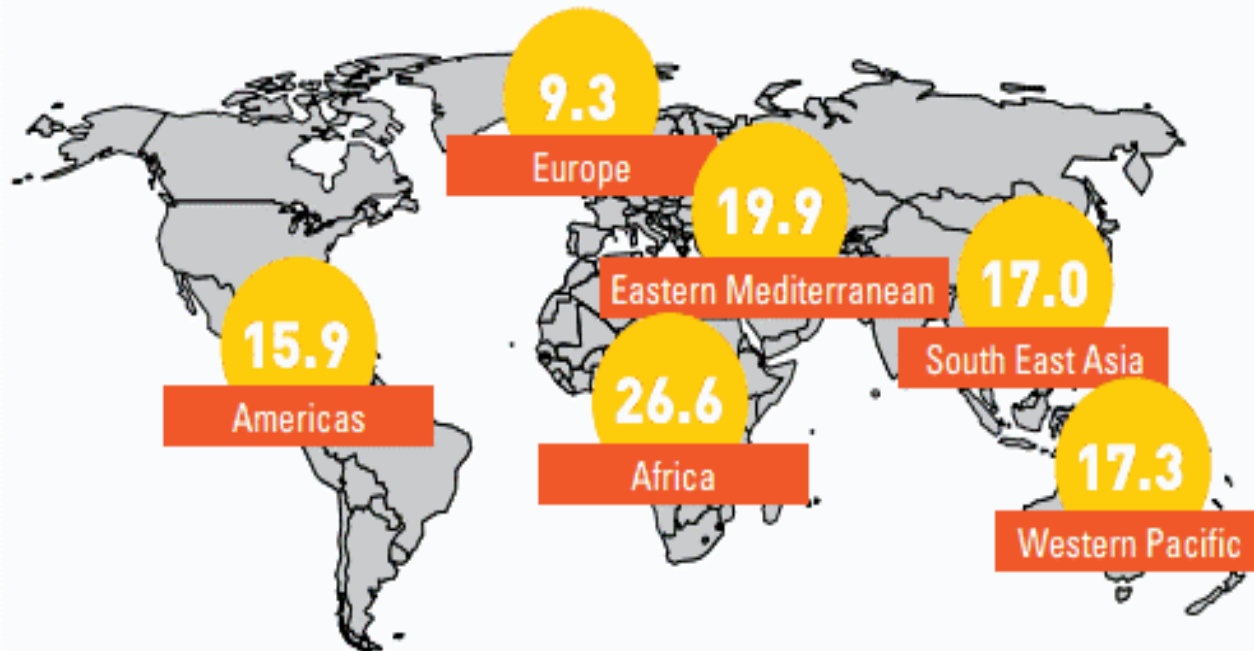 9.3
Europe
19.9
Eastern Mediterranean
17.0
South East Asia
15.9
Americas
26.6
Africa
17.3
Western Pacific